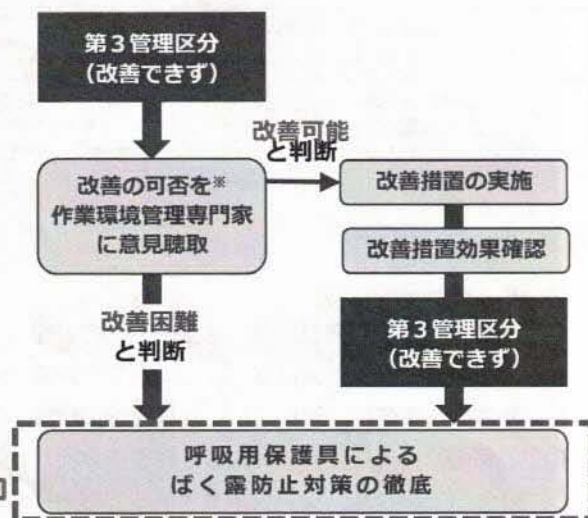 第３管理区分
（改善できず）
改善可能
と判断
改善の可否を※
作業環境管理専門家
に意見聴取
改善措置の実施
改善措置効果確認
改善困難
と判断
第３管理区分
（改善できず）
呼吸用保護具による
ばく露防止対策の徹底